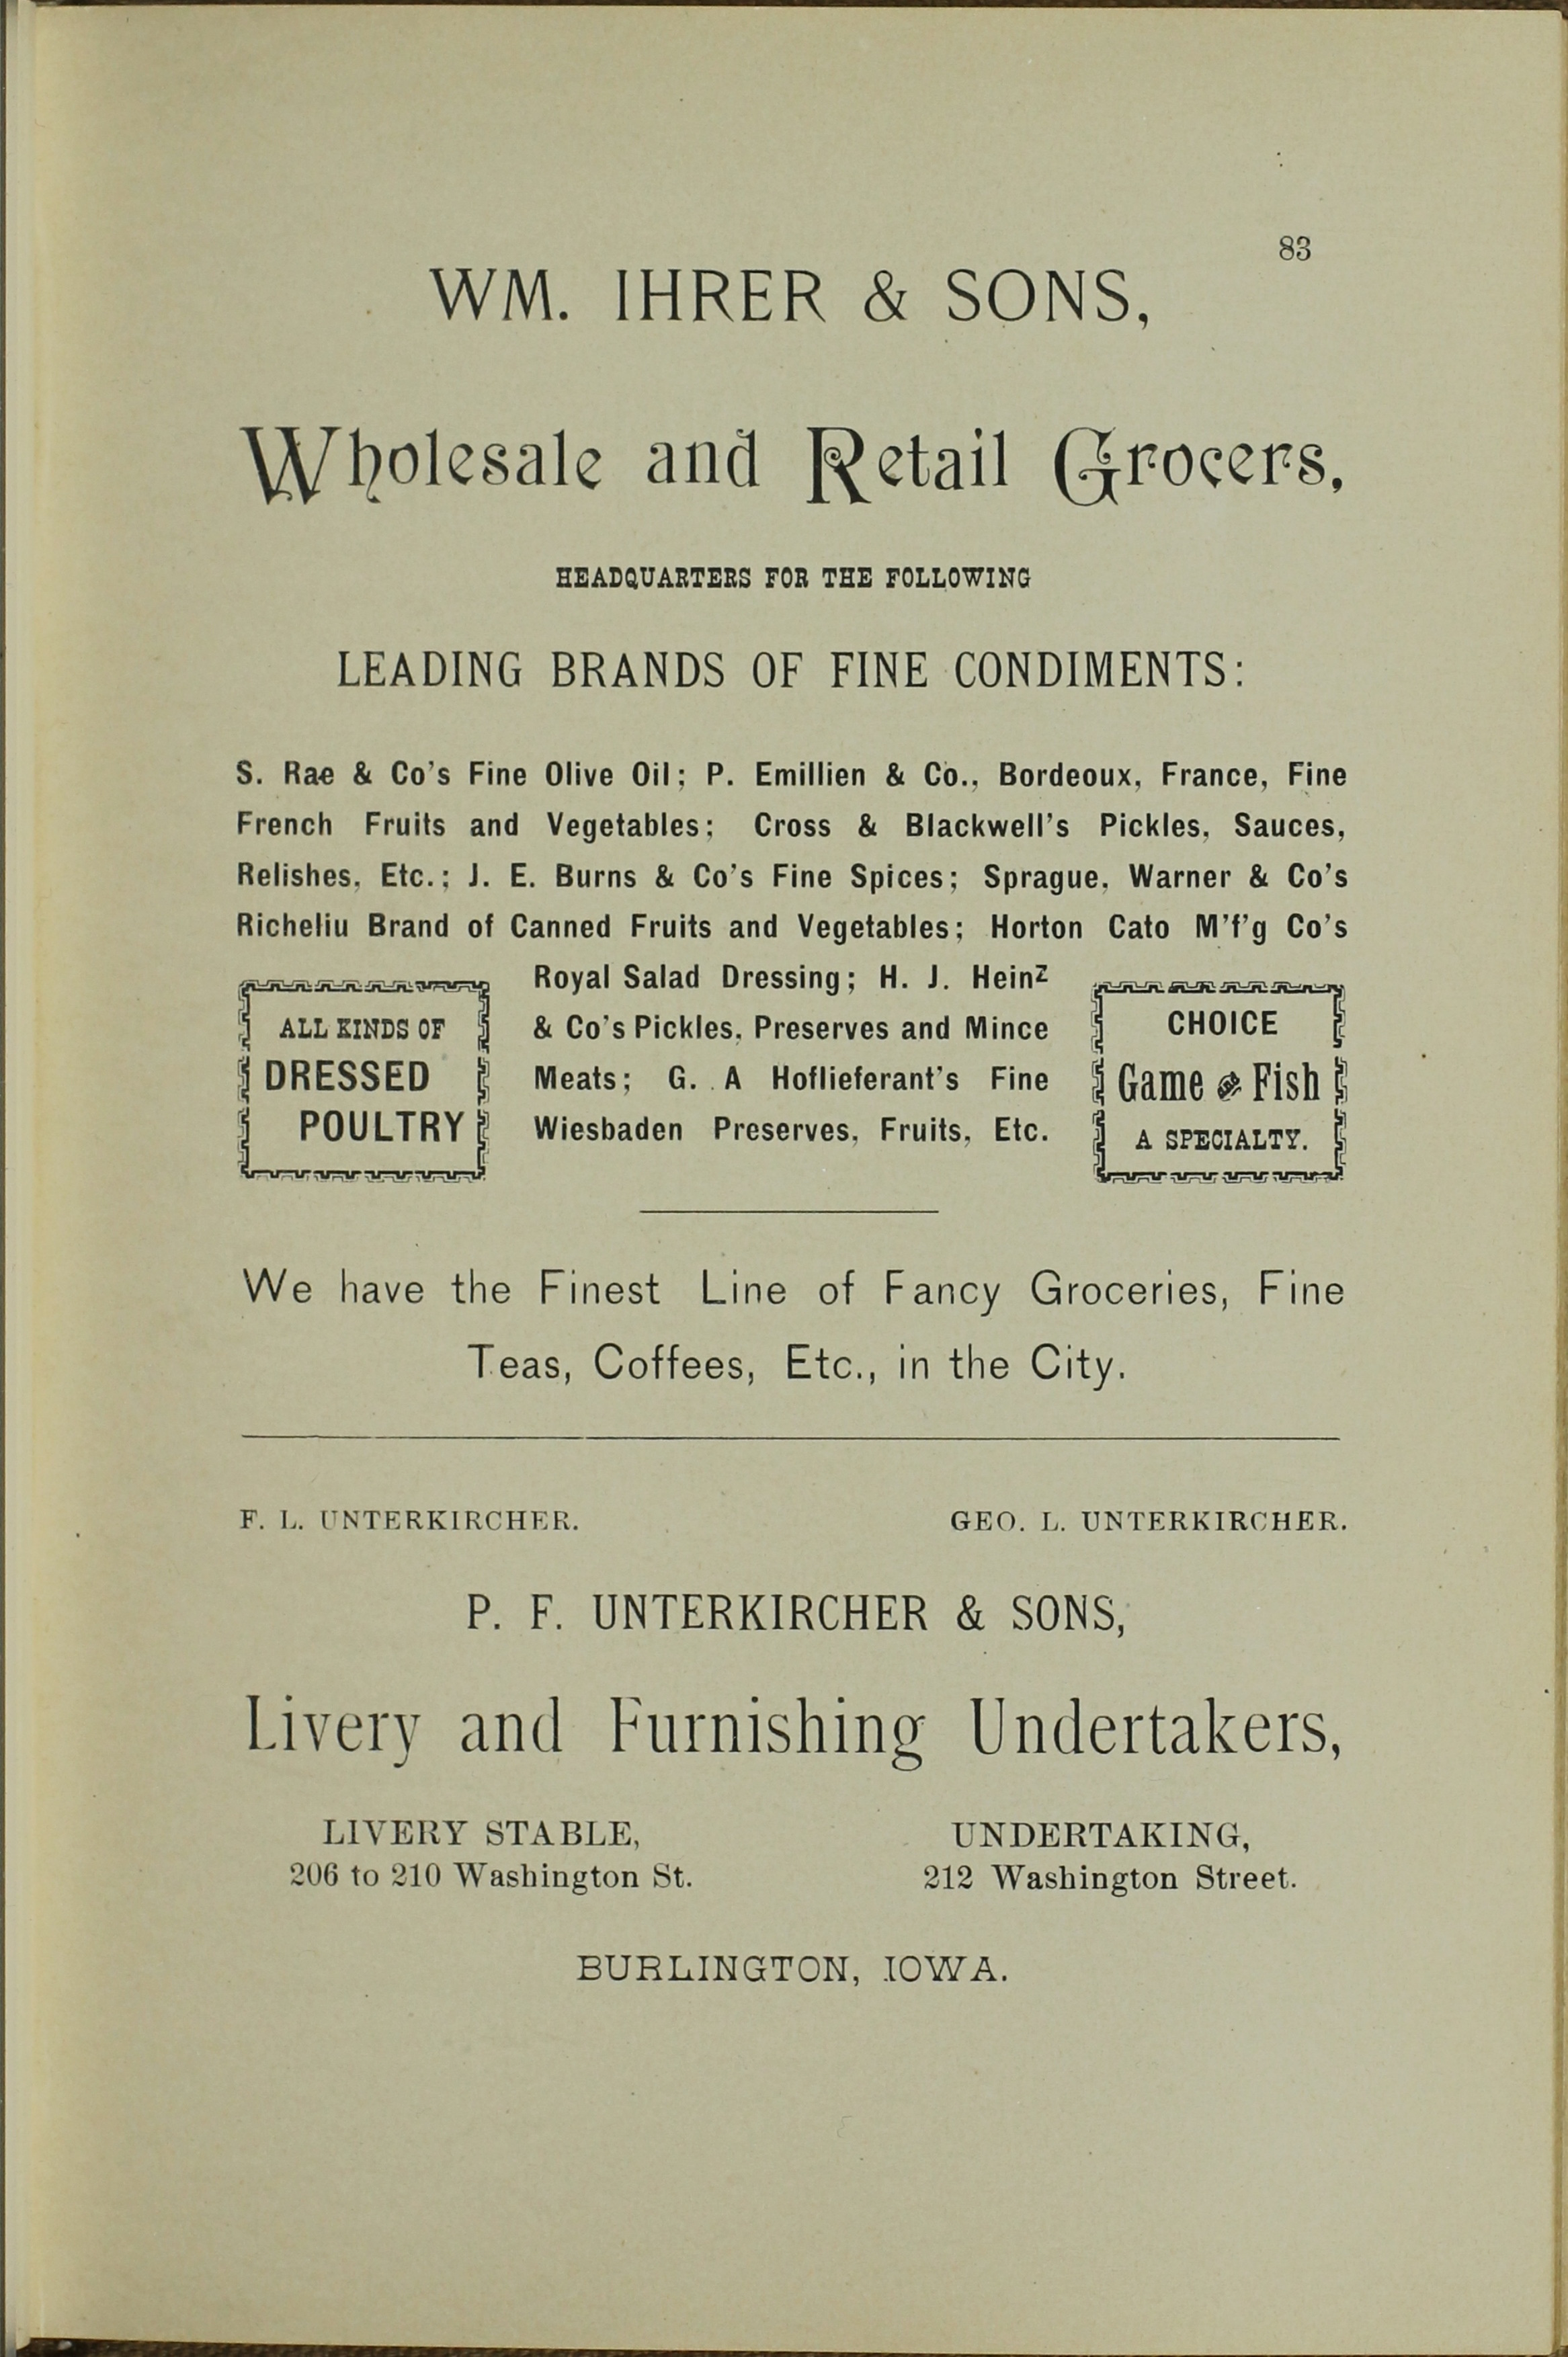 83
WM. IHRER & SONS,
Wholesale and Retail Grocers,
HEADQUARTERS FOR THE FOLLOWING
LEADING BRANDS OF FINE CONDIMENTS:
S. Rae & Co's Fine Olive Oil; P. Emillien & Co., Bordeoux, France, Fine
French Fruits and Vegetables; Cross & Blackwell's Pickles, Sauces,
Relishes, Etc.; J. E. Burns & Co's Fine Spices; Sprague, Warner & Co's
Richeliu Brand of Canned Fruits and Vegetables; Horton Cato M'f'g Co's
Royal Salad Dressing; H. J. Heinz
& Co's Pickles, Preserves and Mince
Meats; G. A Hoflieferant's Fine
Wiesbaden Preserves, Fruits, Etc.
ALL KINDS OF
DRESSED
POULTRY
CHOICE
Game and Fish
A SPECIALTY.
We have the Finest Line of Fancy Groceries, Fine
Teas, Coffees, Etc., in the City.
F. L. UNTERKIRCHER. GEO. L. UNTERKIRCHER.
P. F. UNTERKIRCHER & SONS,
Livery and Furnishing Undertakers,
LIVERY STABLE,
206 to 210 Washington St.
UNDERTAKING,
212 Washington Street.
BURLINGTON, IOWA.